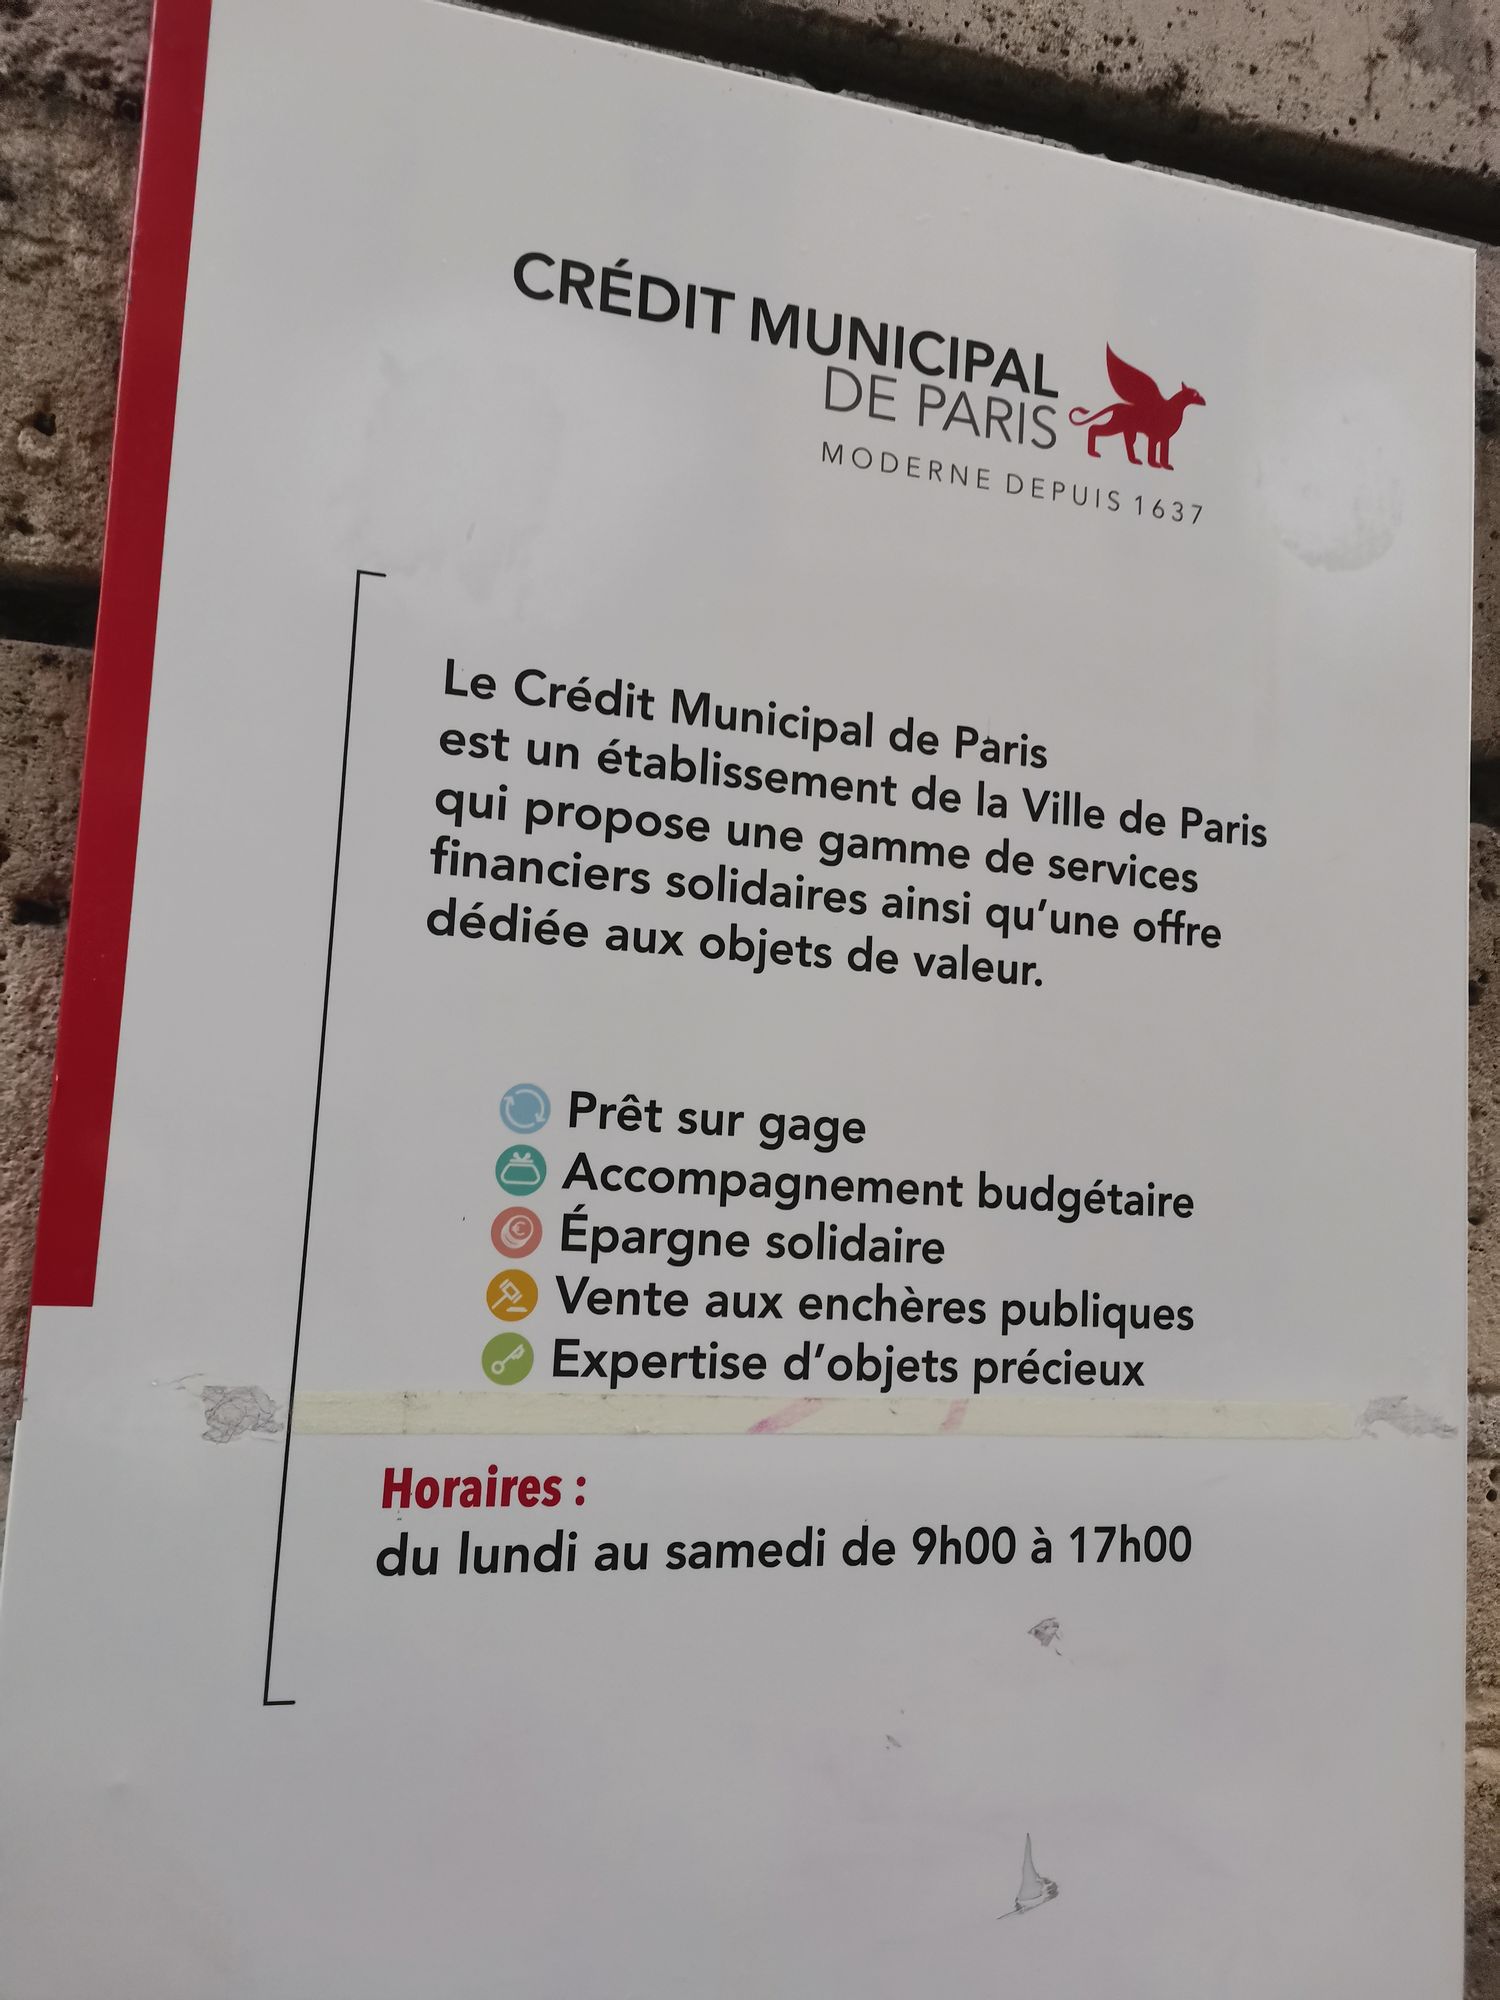 CRÉDIT MUNICIPAL
DE PARIS
MODERNE DEPUIS 1637
Le Crédit Municipal de Paris
est un établissement de la Ville de Paris
qui propose une gamme de services
financiers solidaires ainsi qu'une offre
dédiée aux objets de valeur.
Prêt sur gage
Accompagnement budgétaire
Épargne solidaire
Vente aux enchères publiques
Expertise d'objets précieux
Horaires :
du lundi au samedi de 9h00 à 17h00